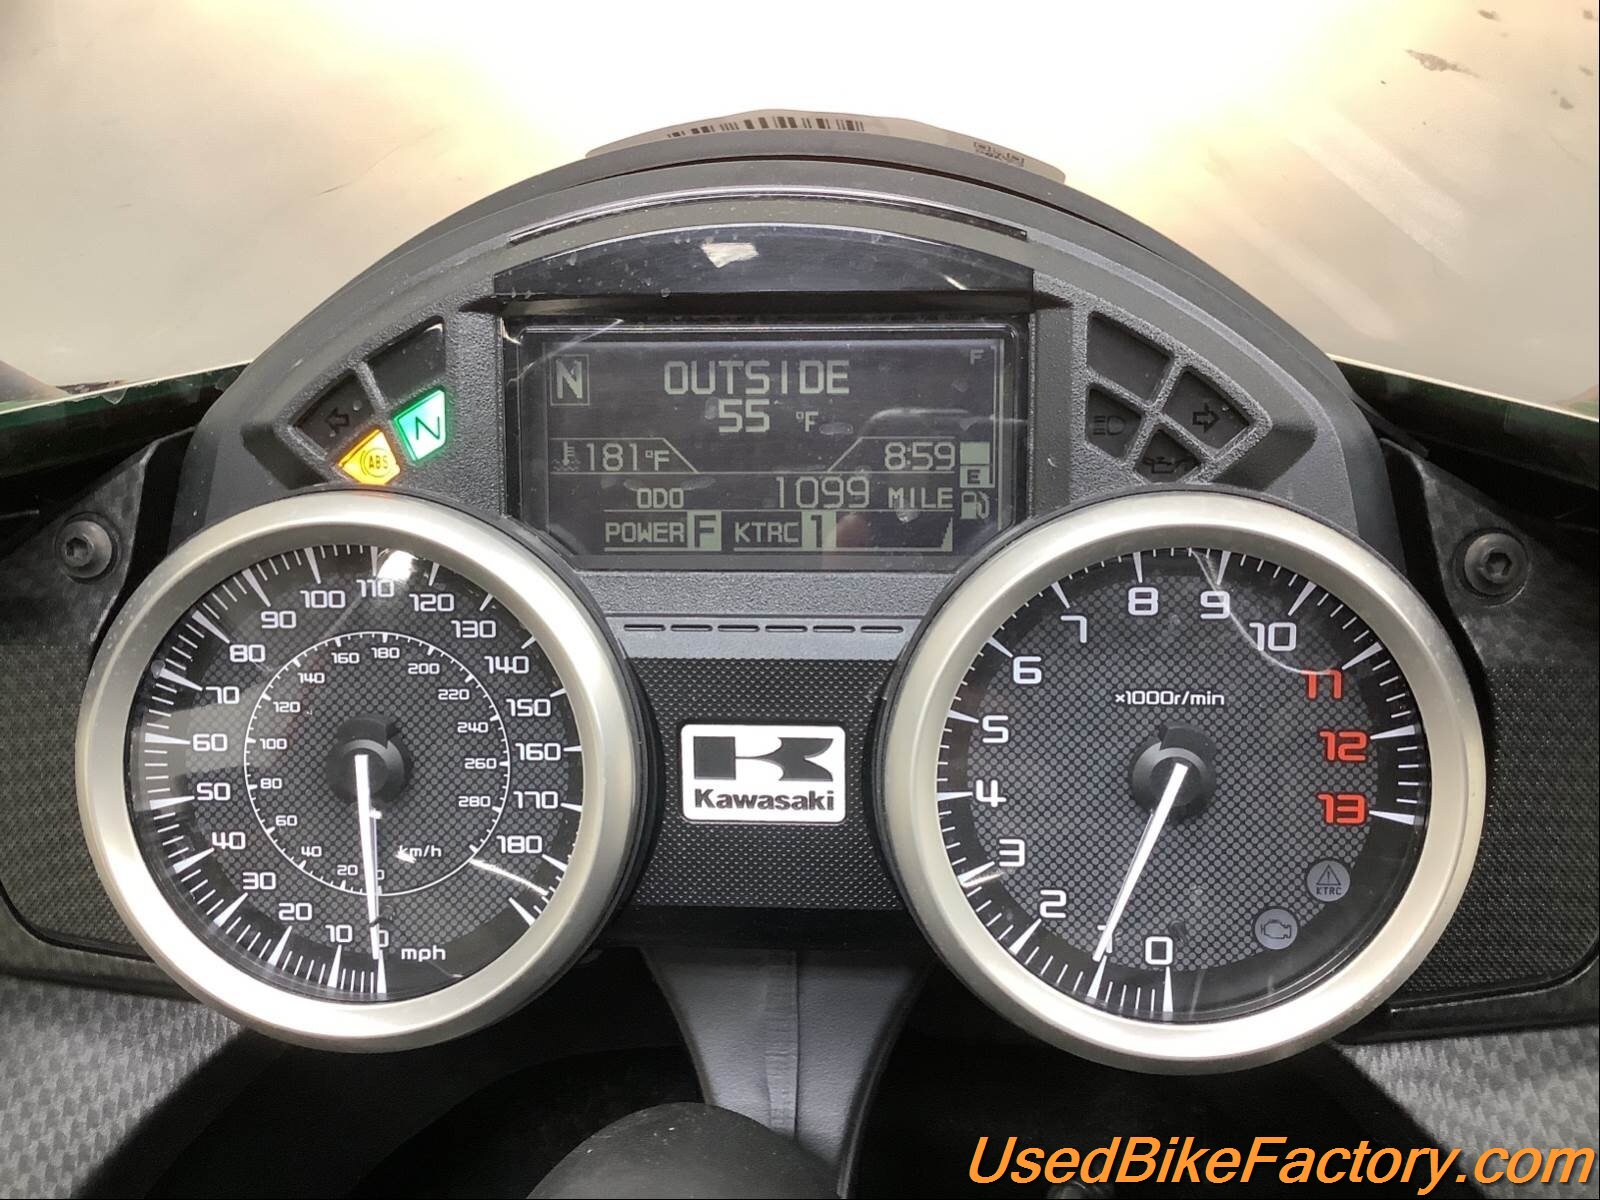 N
OUTSIDE
F
55 °F
181°F
8:59
E
ODO 1099 MILE
POWER F KTRC 1
N
ABS
0 10 20 30 40 50 60 70 80 90 100 110 120 130 140 150 160 170 180
mph
0 20 40 60 80 100 120 140 160 180 200 220 240 260 280
km/h
Kawasaki
0 1 2 3 4 5 6 7 8 9 10 11 12 13
×1000r/min
KTRC
UsedBikeFactory.com